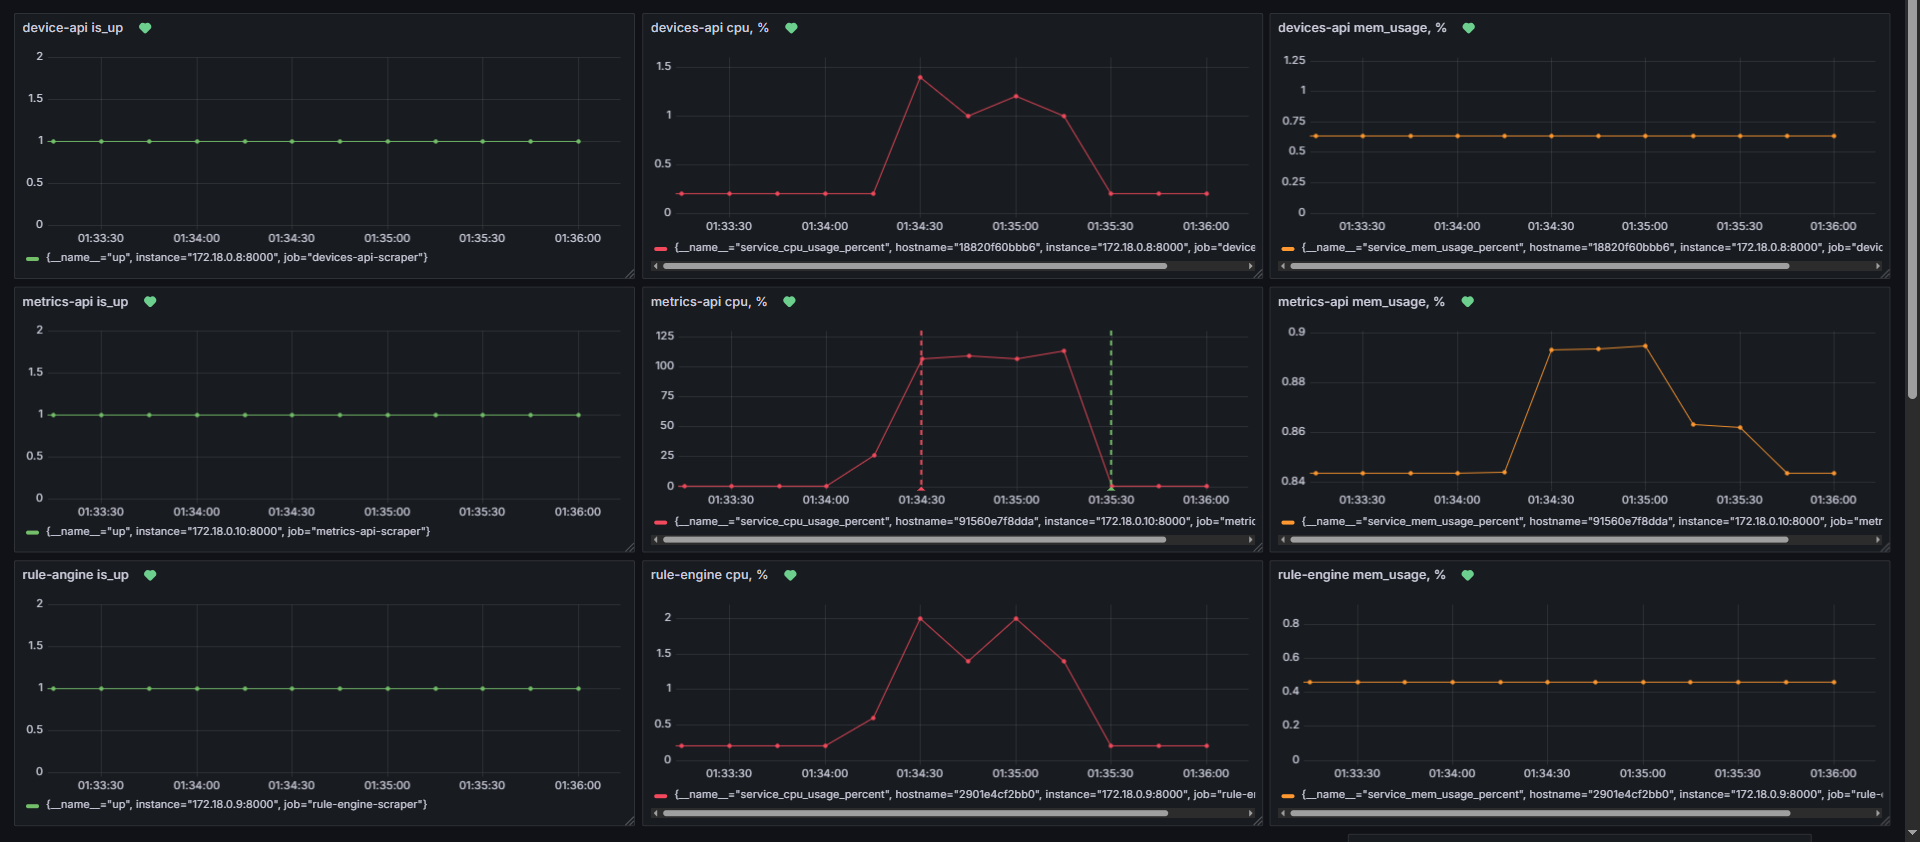 device-api is_up
2
1.5
1
0.5
0
01:33:30 01:34:00 01:34:30 01:35:00 01:35:30 01:36:00
{__name__="up", instance="172.18.0.8:8000", job="devices-api-scraper"}
devices-api cpu, %
1.5
1
0.5
0
01:33:30 01:34:00 01:34:30 01:35:00 01:35:30 01:36:00
{__name__="service_cpu_usage_percent", hostname="18820f60bbb6", instance="172.18.0.8:8000", job="device
devices-api mem_usage, %
1.25
1
0.75
0.5
0.25
0
01:33:30 01:34:00 01:34:30 01:35:00 01:35:30 01:36:00
{__name__="service_mem_usage_percent", hostname="18820f60bbb6", instance="172.18.0.8:8000", job="devic
metrics-api is_up
2
1.5
1
0.5
0
01:33:30 01:34:00 01:34:30 01:35:00 01:35:30 01:36:00
{__name__="up", instance="172.18.0.10:8000", job="metrics-api-scraper"}
metrics-api cpu, %
125
100
75
50
25
0
01:33:30 01:34:00 01:34:30 01:35:00 01:35:30 01:36:00
{__name__="service_cpu_usage_percent", hostname="91560e7f8dda", instance="172.18.0.10:8000", job="metric
metrics-api mem_usage, %
0.9
0.88
0.86
0.84
01:33:30 01:34:00 01:34:30 01:35:00 01:35:30 01:36:00
{__name__="service_mem_usage_percent", hostname="91560e7f8dda", instance="172.18.0.10:8000", job="metr
rule-angine is_up
2
1.5
1
0.5
0
01:33:30 01:34:00 01:34:30 01:35:00 01:35:30 01:36:00
{__name__="up", instance="172.18.0.9:8000", job="rule-engine-scraper"}
rule-engine cpu, %
2
1.5
1
0.5
0
01:33:30 01:34:00 01:34:30 01:35:00 01:35:30 01:36:00
{__name__="service_cpu_usage_percent", hostname="2901e4cf2bb0", instance="172.18.0.9:8000", job="rule-e
rule-engine mem_usage, %
0.8
0.6
0.4
0.2
0
01:33:30 01:34:00 01:34:30 01:35:00 01:35:30 01:36:00
{__name__="service_mem_usage_percent", hostname="2901e4cf2bb0", instance="172.18.0.9:8000", job="rule-